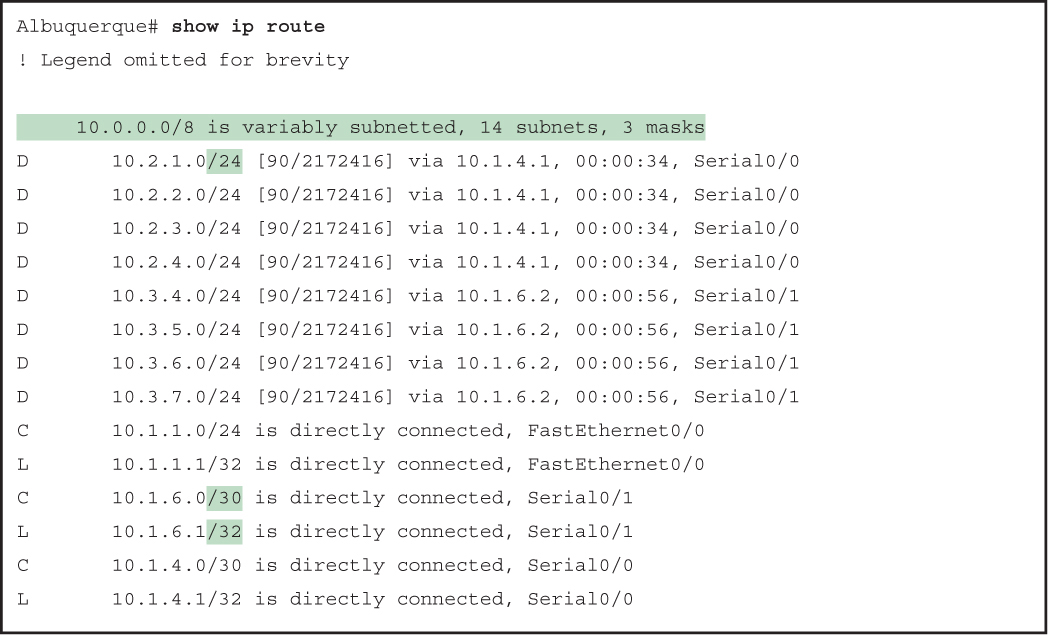 Albuquerque# show ip route
! Legend omitted for brevity
10.0.0.0/8 is variably subnetted, 14 subnets, 3 masks
D 10.2.1.0/24 [90/2172416] via 10.1.4.1, 00:00:34, Serial0/0
D 10.2.2.0/24 [90/2172416] via 10.1.4.1, 00:00:34, Serial0/0
D 10.2.3.0/24 [90/2172416] via 10.1.4.1, 00:00:34, Serial0/0
D 10.2.4.0/24 [90/2172416] via 10.1.4.1, 00:00:34, Serial0/0
D 10.3.4.0/24 [90/2172416] via 10.1.6.2, 00:00:56, Serial0/1
D 10.3.5.0/24 [90/2172416] via 10.1.6.2, 00:00:56, Serial0/1
D 10.3.6.0/24 [90/2172416] via 10.1.6.2, 00:00:56, Serial0/1
D 10.3.7.0/24 [90/2172416] via 10.1.6.2, 00:00:56, Serial0/1
C 10.1.1.0/24 is directly connected, FastEthernet0/0
L 10.1.1.1/32 is directly connected, FastEthernet0/0
C 10.1.6.0/30 is directly connected, Serial0/1
L 10.1.6.1/32 is directly connected, Serial0/1
C 10.1.4.0/30 is directly connected, Serial0/0
L 10.1.4.1/32 is directly connected, Serial0/0